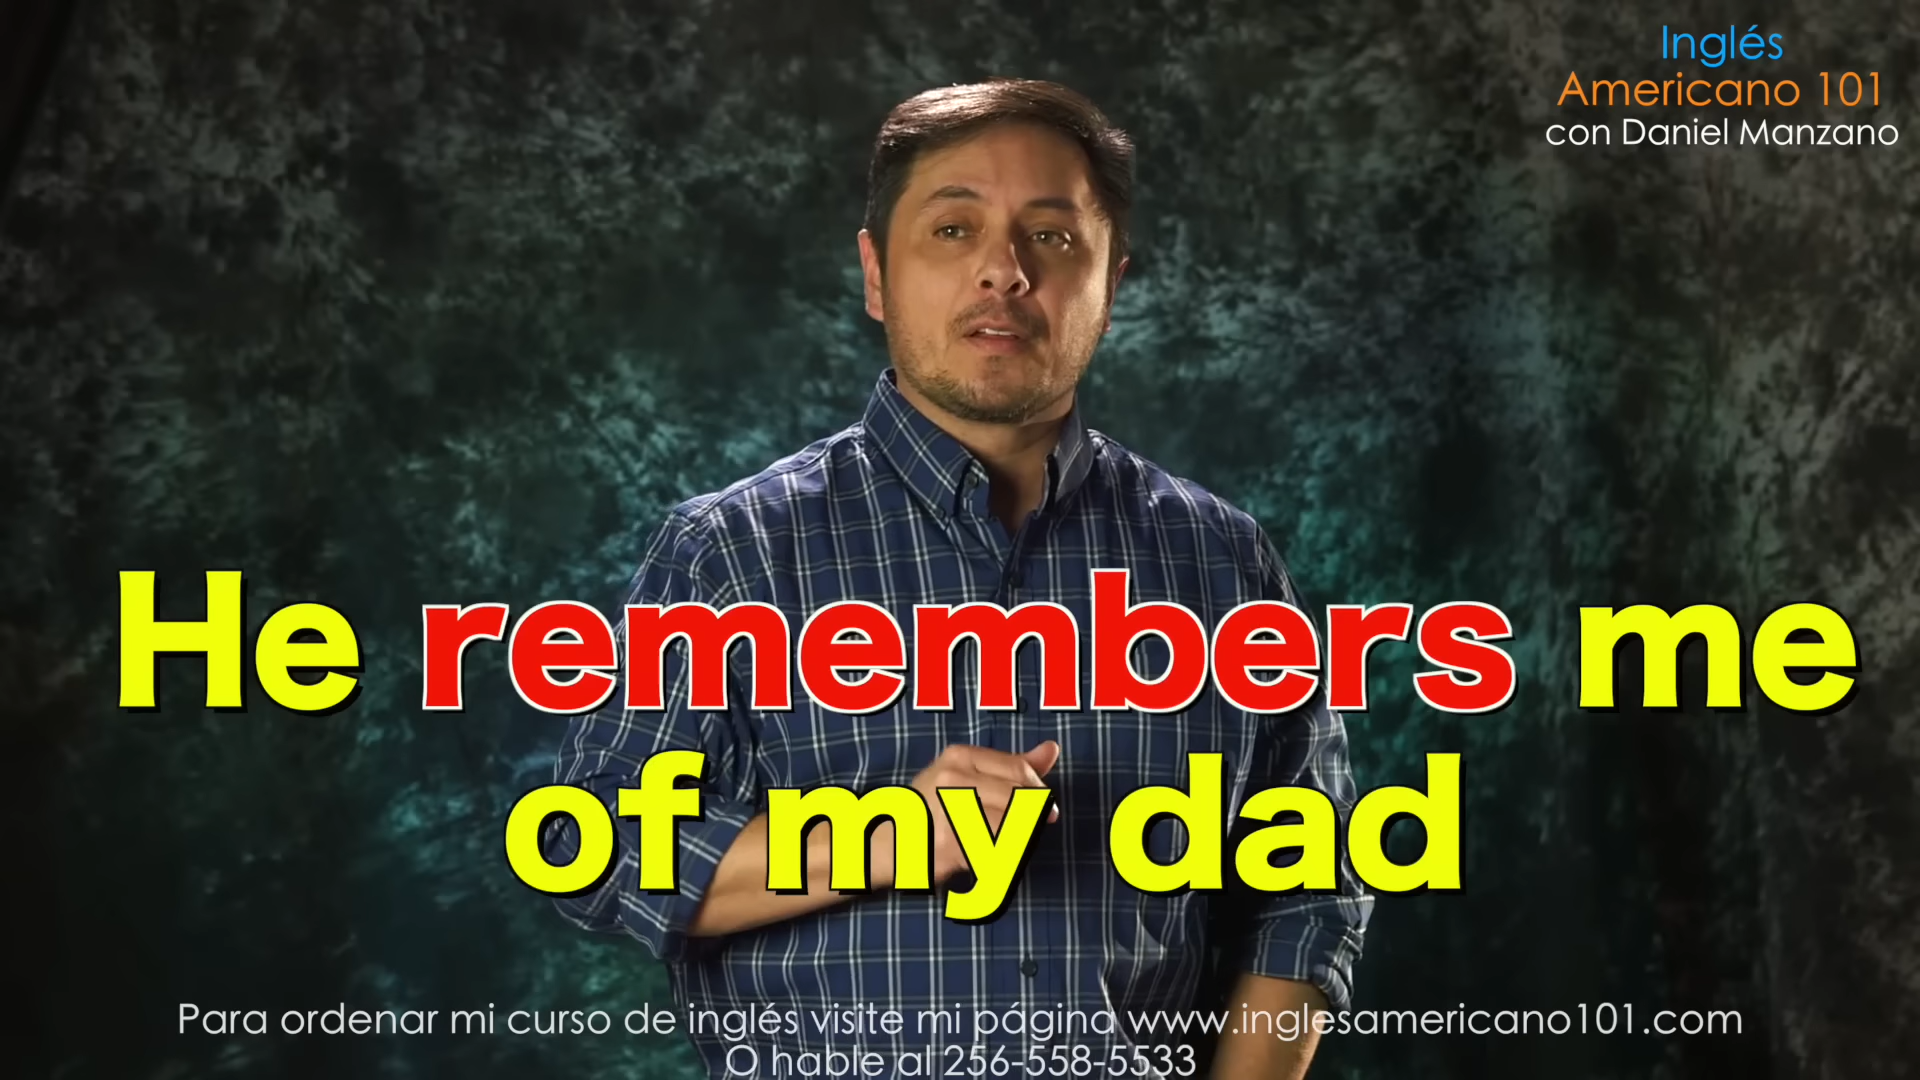 Inglés
Americano 101
con Daniel Manzano
He remembers me
of my dad
Para ordenar mi curso de inglés visite mi página www.inglesamericano101.com
O hable al 256-558-5533